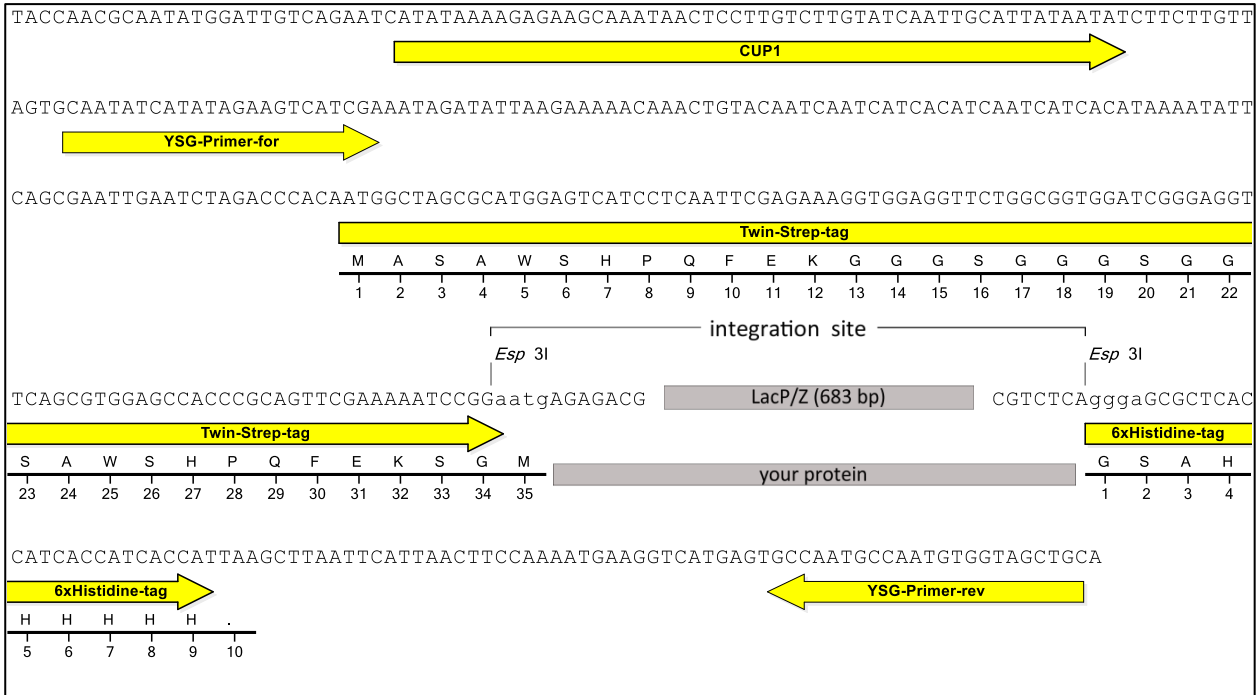 TACCAACGCAATATGGATTGTCAGAATCATATAAAAGAGAAGCAAATAACTCCTTGTCTTGTATCAATTGCATTATAATATCTTCTTGTT
CUP1
AGTGCAATATCATATAGAAGTCATCGAAATAGATATTAAGAAAAACAAACTGTACAATCAATCATCACATCAATCATCACATAAAATATT
YSG-Primer-for
CAGCGAATTGAATCTAGACCCACAATGGCTAGCGCATGGAGTCATCCTCAATTCGAGAAAGGTGGAGGTTCTGGCGGTGGATCGGGAGGT
Twin-Strep-tag
M A S A W S H P Q F E K G G G S G G G S G G
1 2 3 4 5 6 7 8 9 10 11 12 13 14 15 16 17 18 19 20 21 22
integration site
Esp 3I Esp 3I
TCAGCGTGGAGCCACCCGCAGTTCGAAAAATCCGGaatgAGAGACG LacP/Z (683 bp) CGTCTCAgggaGCGCTCAC
Twin-Strep-tag 6xHistidine-tag
S A W S H P Q F E K S G M your protein G S A H
23 24 25 26 27 28 29 30 31 32 33 34 35 1 2 3 4
CATCACCATCACCATTAAGCTTAATTCATTAACTTCCAAAATGAAGGTCATGAGTGCCAATGCCAATGTGGTAGCTGCA
6xHistidine-tag YSG-Primer-rev
H H H H H .
5 6 7 8 9 10